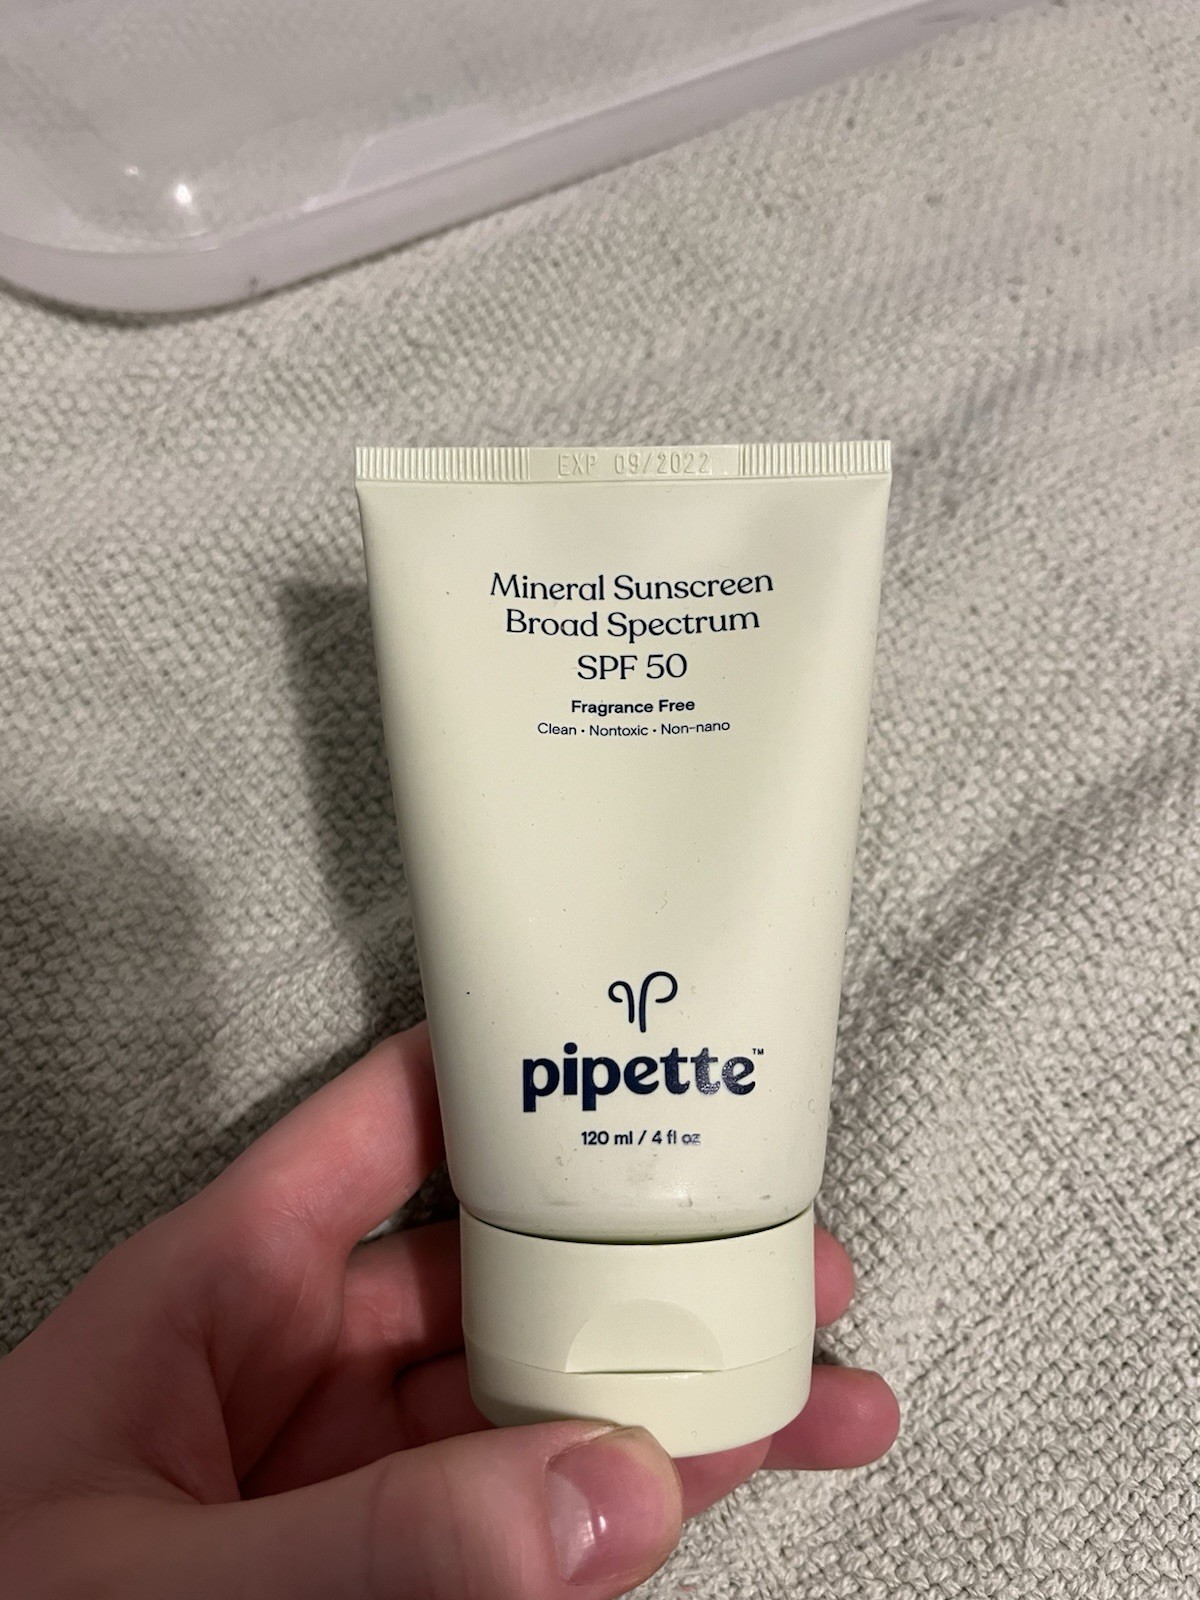 EXP 09/2022
Mineral Sunscreen
Broad Spectrum
SPF 50
Fragrance Free
Clean • Nontoxic • Non-nano
pipette™
120 ml / 4 fl oz